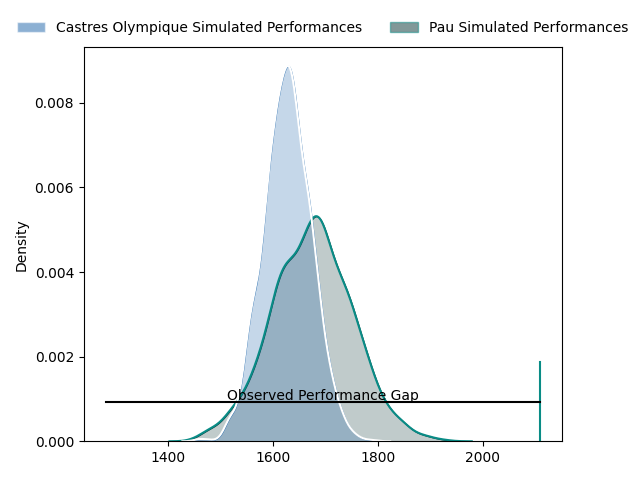 Castres Olympique Simulated Performances
Pau Simulated Performances
0.008
0.006
0.004
0.002
0.000
Density
Observed Performance Gap
1400
1600
1800
2000